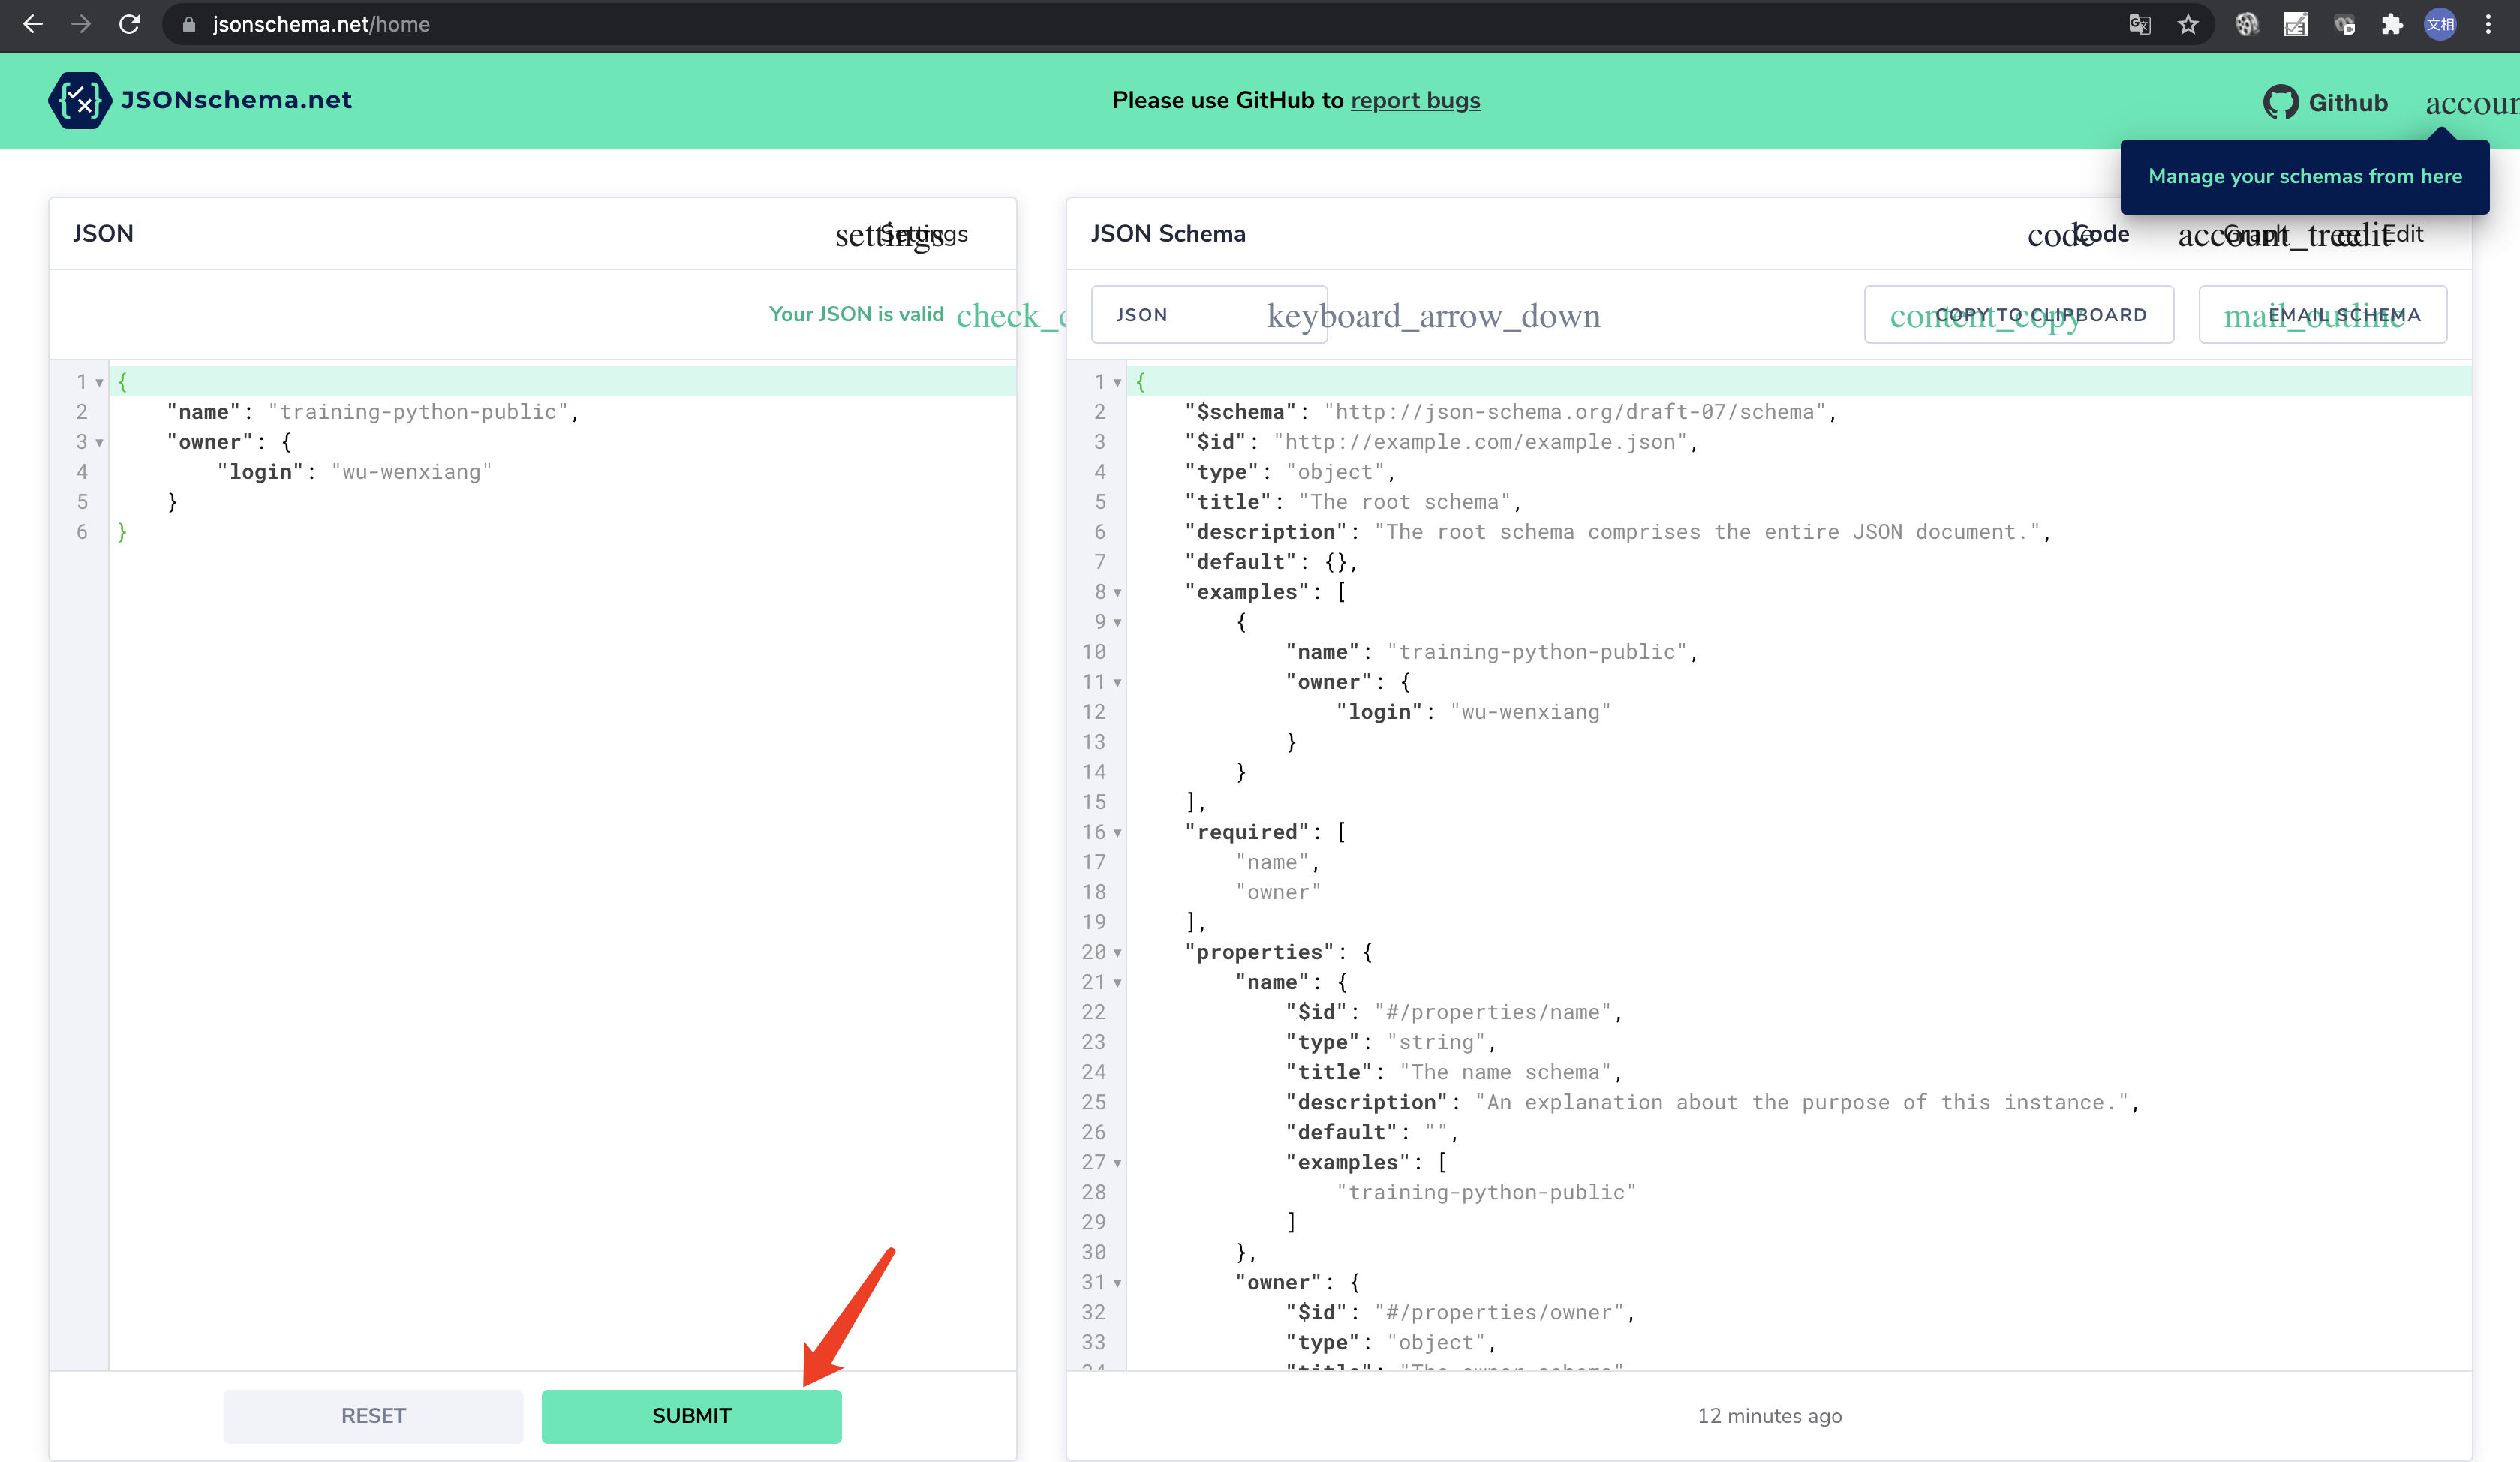 jsonschema.net/home
文相
JSONschema.net
Please use GitHub to report bugs
Github
accoun
Manage your schemas from here
JSON
settings
Settings
JSON Schema
code
Code
account_tree
Graph
edit
Edit
Your JSON is valid
check_c
JSON
keyboard_arrow_down
content_copy
COPY TO CLIPBOARD
mail_outline
EMAIL SCHEMA
1 {
2 "name": "training-python-public",
3 "owner": {
4 "login": "wu-wenxiang"
5 }
6 }
1 {
2 "$schema": "http://json-schema.org/draft-07/schema",
3 "$id": "http://example.com/example.json",
4 "type": "object",
5 "title": "The root schema",
6 "description": "The root schema comprises the entire JSON document.",
7 "default": {},
8 "examples": [
9 {
10 "name": "training-python-public",
11 "owner": {
12 "login": "wu-wenxiang"
13 }
14 }
15 ],
16 "required": [
17 "name",
18 "owner"
19 ],
20 "properties": {
21 "name": {
22 "$id": "#/properties/name",
23 "type": "string",
24 "title": "The name schema",
25 "description": "An explanation about the purpose of this instance.",
26 "default": "",
27 "examples": [
28 "training-python-public"
29 ]
30 },
31 "owner": {
32 "$id": "#/properties/owner",
33 "type": "object",
34 "title": "The owner schema"
RESET
SUBMIT
12 minutes ago